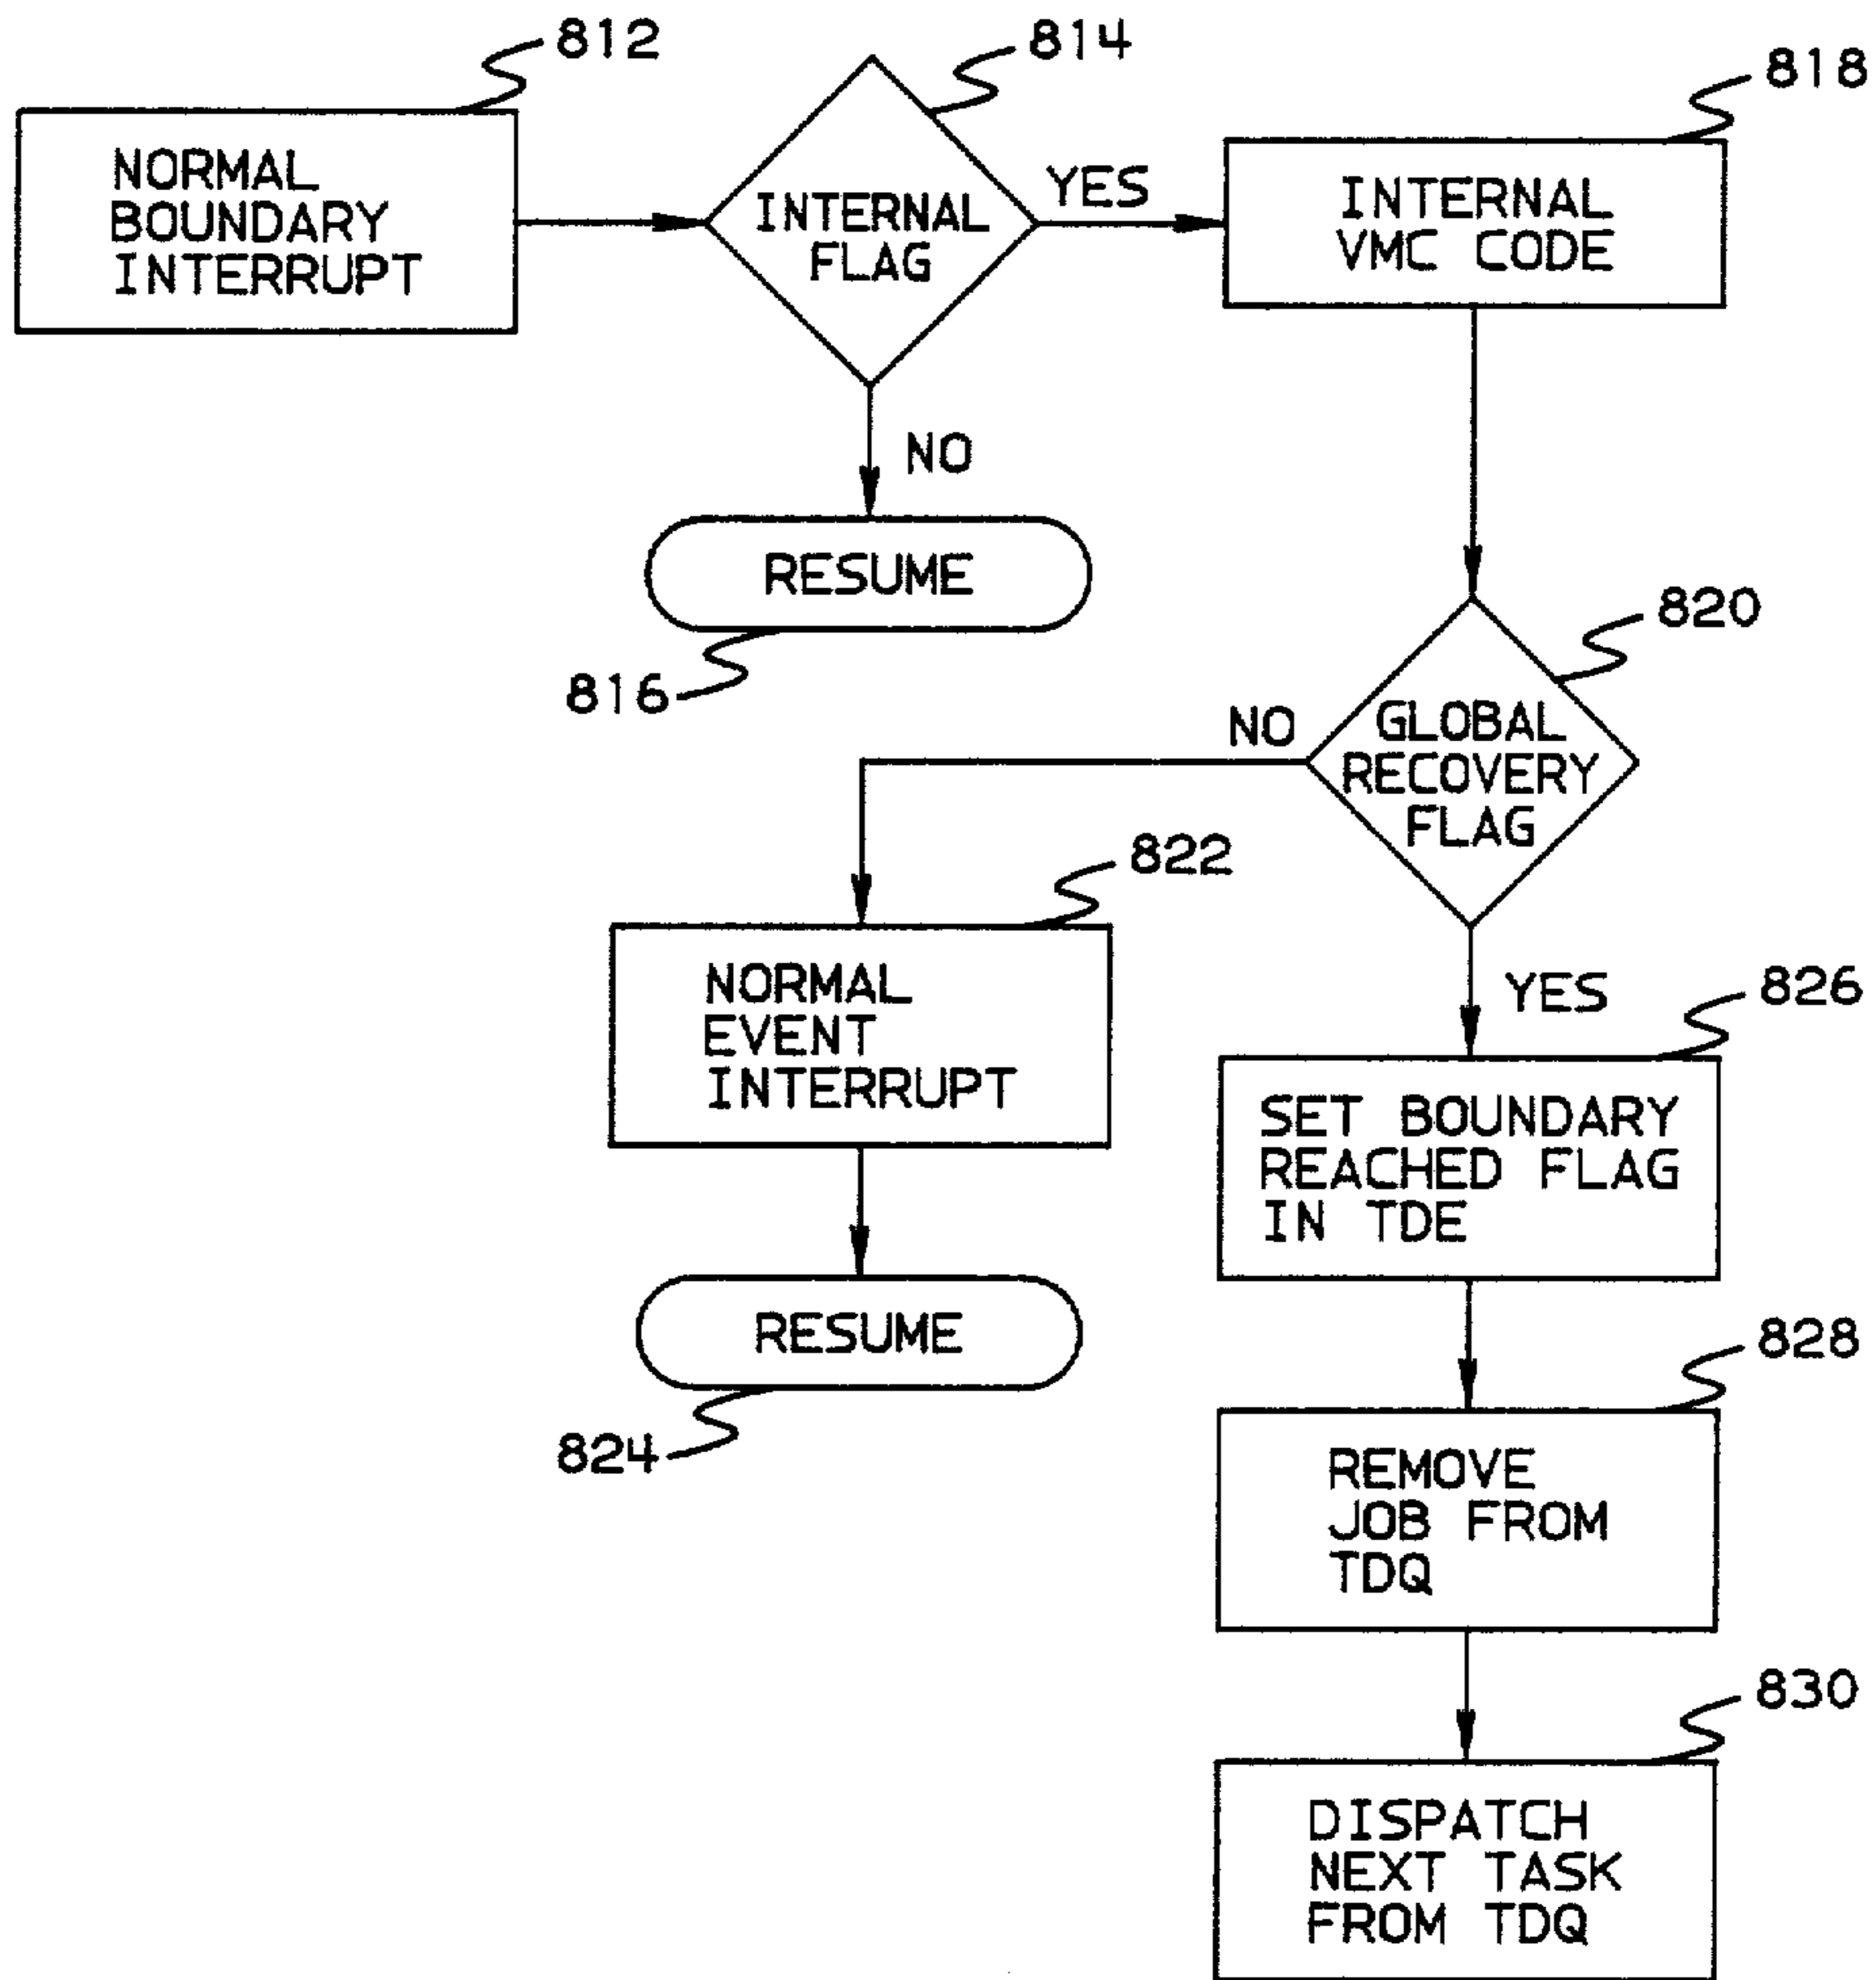 812
NORMAL
BOUNDARY
INTERRUPT
814
INTERNAL
FLAG
YES
818
INTERNAL
VMC CODE
NO
RESUME
816
820
GLOBAL
RECOVERY
FLAG
NO
822
NORMAL
EVENT
INTERRUPT
RESUME
824
YES
826
SET BOUNDARY
REACHED FLAG
IN TDE
828
REMOVE
JOB FROM
TDQ
830
DISPATCH
NEXT TASK
FROM TDQ